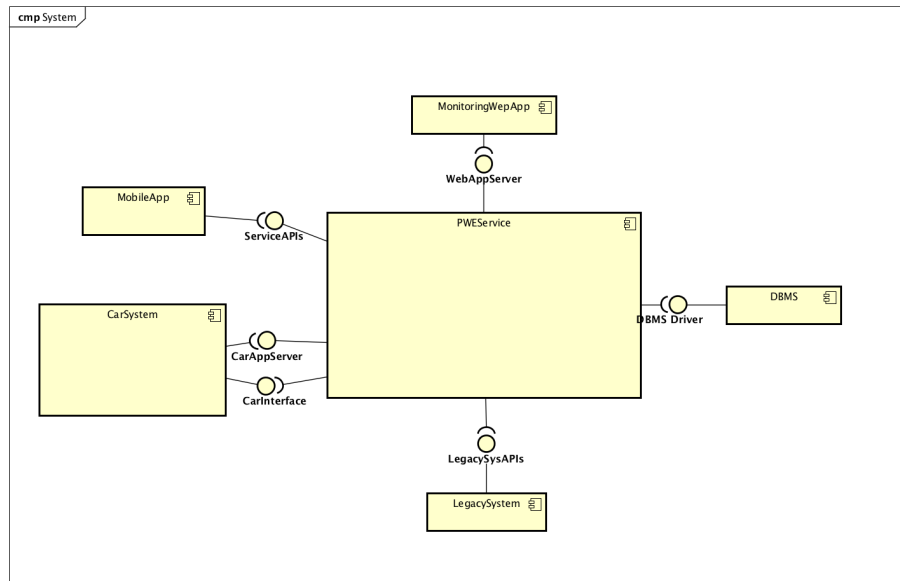 cmp System
MonitoringWepApp
WebAppServer
MobileApp
ServiceAPIs
PWEService
DBMS
DBMS Driver
CarSystem
CarAppServer
CarInterface
LegacySysAPIs
LegacySystem